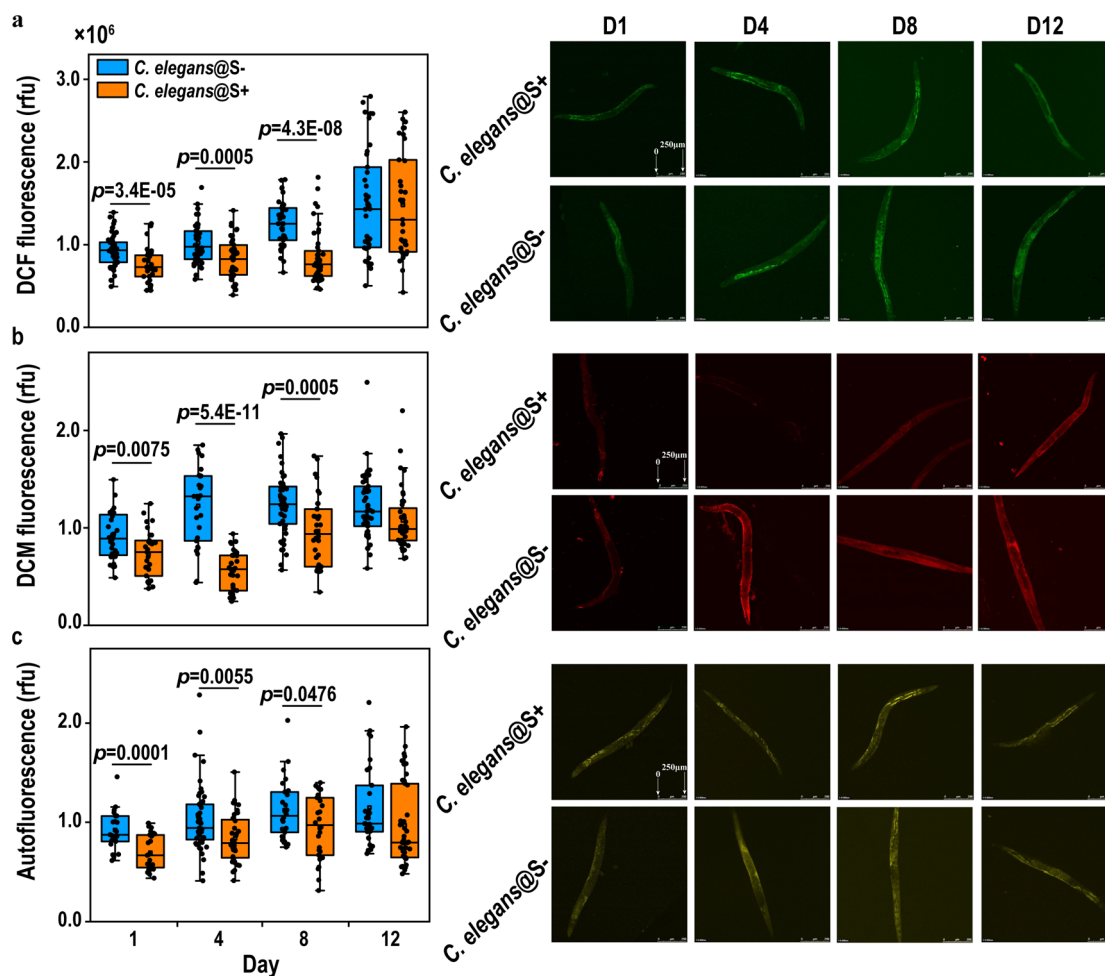 a
×10⁶
DCF fluorescence (rfu)
3.0
2.0
1.0
0.0
C. elegans@S-
C. elegans@S+
p=3.4E-05
p=0.0005
p=4.3E-08
D1
D4
D8
D12
C. elegans@S+
0
250μm
C. elegans@S-
b
DCM fluorescence (rfu)
2.0
1.0
0.0
p=0.0075
p=5.4E-11
p=0.0005
C. elegans@S+
0
250μm
C. elegans@S-
c
Autofluorescence (rfu)
2.0
1.0
0.0
p=0.0001
p=0.0055
p=0.0476
1
4
8
12
Day
C. elegans@S+
0
250μm
C. elegans@S-